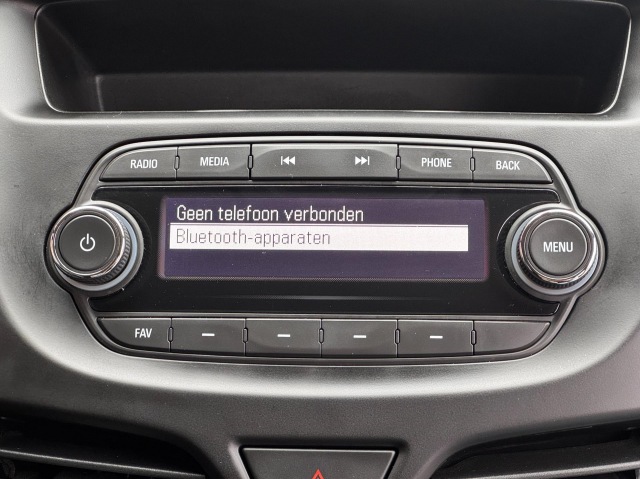 RADIO MEDIA PHONE BACK
Geen telefoon verbonden
Bluetooth-apparaten
MENU
FAV